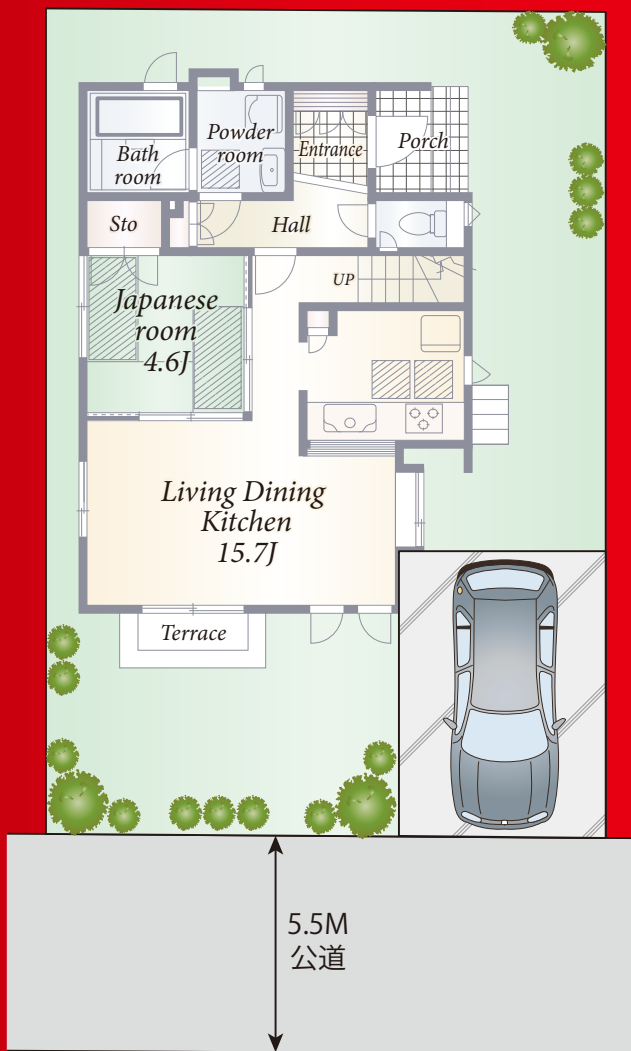 Bath
room
Powder
room
Entrance
Porch
Sto
Hall
UP
Japanese
room
4.6J
Living Dining
Kitchen
15.7J
Terrace
5.5M
公道